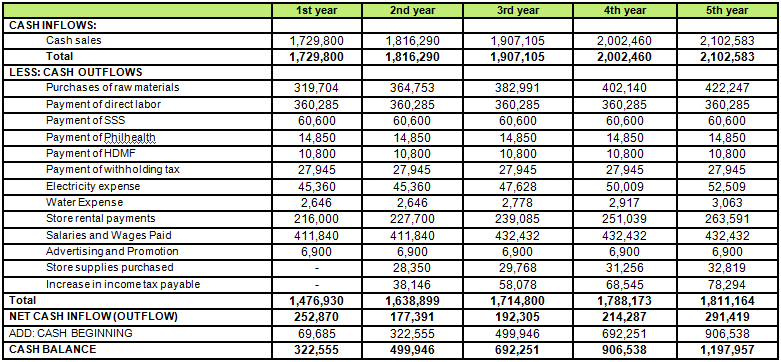 1st year 2nd year 3rd year 4th year 5th year
CASH INFLOWS:
Cash sales 1,729,800 1,816,290 1,907,105 2,002,460 2,102,583
Total 1,729,800 1,816,290 1,907,105 2,002,460 2,102,583
LESS: CASH OUTFLOWS
Purchases of raw materials 319,704 364,753 382,991 402,140 422,247
Payment of direct labor 360,285 360,285 360,285 360,285 360,285
Payment of SSS 60,600 60,600 60,600 60,600 60,600
Payment of Philhealth 14,850 14,850 14,850 14,850 14,850
Payment of HDMF 10,800 10,800 10,800 10,800 10,800
Payment of withholding tax 27,945 27,945 27,945 27,945 27,945
Electricity expense 45,360 45,360 47,628 50,009 52,509
Water Expense 2,646 2,646 2,778 2,917 3,063
Store rental payments 216,000 227,700 239,085 251,039 263,591
Salaries and Wages Paid 411,840 411,840 432,432 432,432 432,432
Advertising and Promotion 6,900 6,900 6,900 6,900 6,900
Store supplies purchased - 28,350 29,768 31,256 32,819
Increase in income tax payable - 38,146 58,078 68,545 78,294
Total 1,476,930 1,638,899 1,714,800 1,788,173 1,811,164
NET CASH INFLOW (OUTFLOW) 252,870 177,391 192,305 214,287 291,419
ADD: CASH BEGINNING 69,685 322,555 499,946 692,251 906,538
CASH BALANCE 322,555 499,946 692,251 906,538 1,197,957